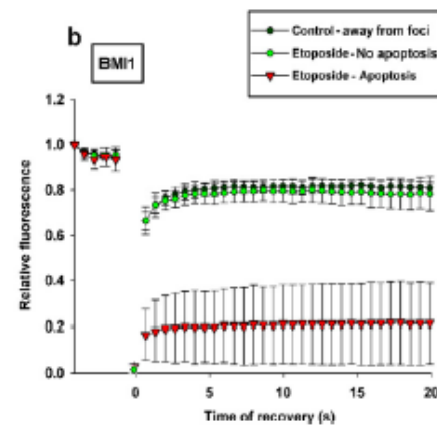 b
BMI1
Control - away from foci
Etoposide - No apoptosis
Etoposide - Apoptosis
1.2
1.0
0.8
0.6
0.4
0.2
0.0
Relative fluorescence
0 5 10 15 20
Time of recovery (s)